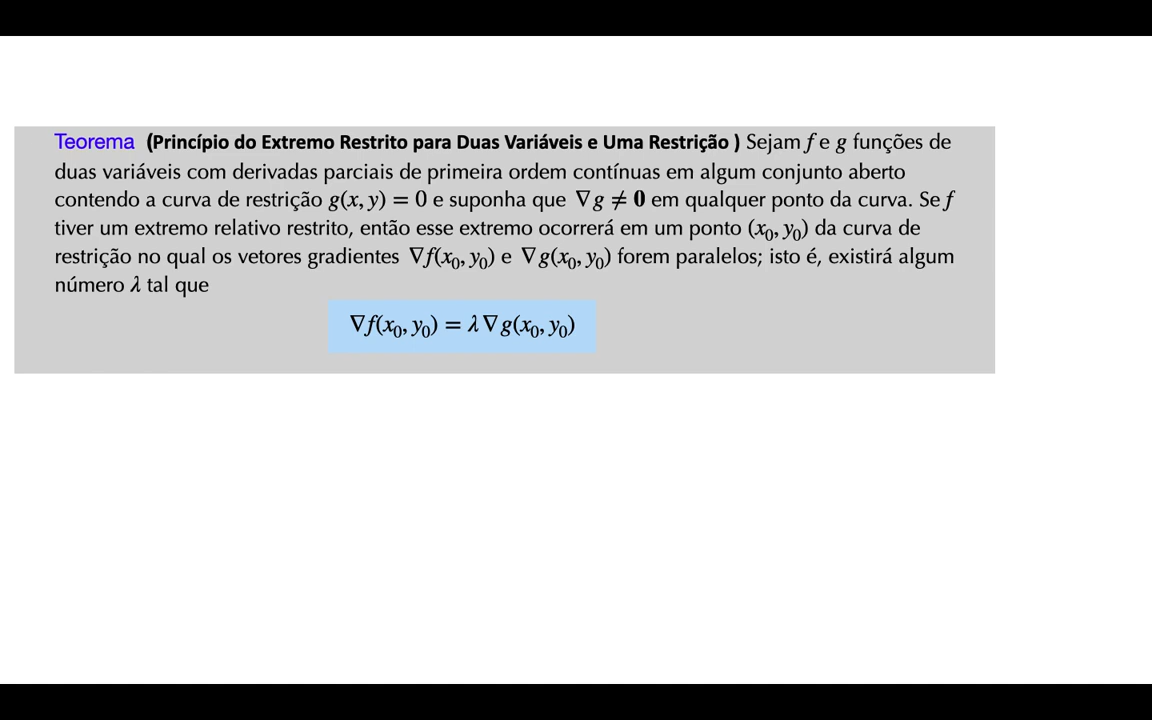 Teorema (Princípio do Extremo Restrito para Duas Variáveis e Uma Restrição ) Sejam f e g funções de
duas variáveis com derivadas parciais de primeira ordem contínuas em algum conjunto aberto
contendo a curva de restrição g(x, y) = 0 e suponha que ∇g ≠ 0 em qualquer ponto da curva. Se f
tiver um extremo relativo restrito, então esse extremo ocorrerá em um ponto (x₀, y₀) da curva de
restrição no qual os vetores gradientes ∇f(x₀, y₀) e ∇g(x₀, y₀) forem paralelos; isto é, existirá algum
número λ tal que
∇f(x₀, y₀) = λ∇g(x₀, y₀)